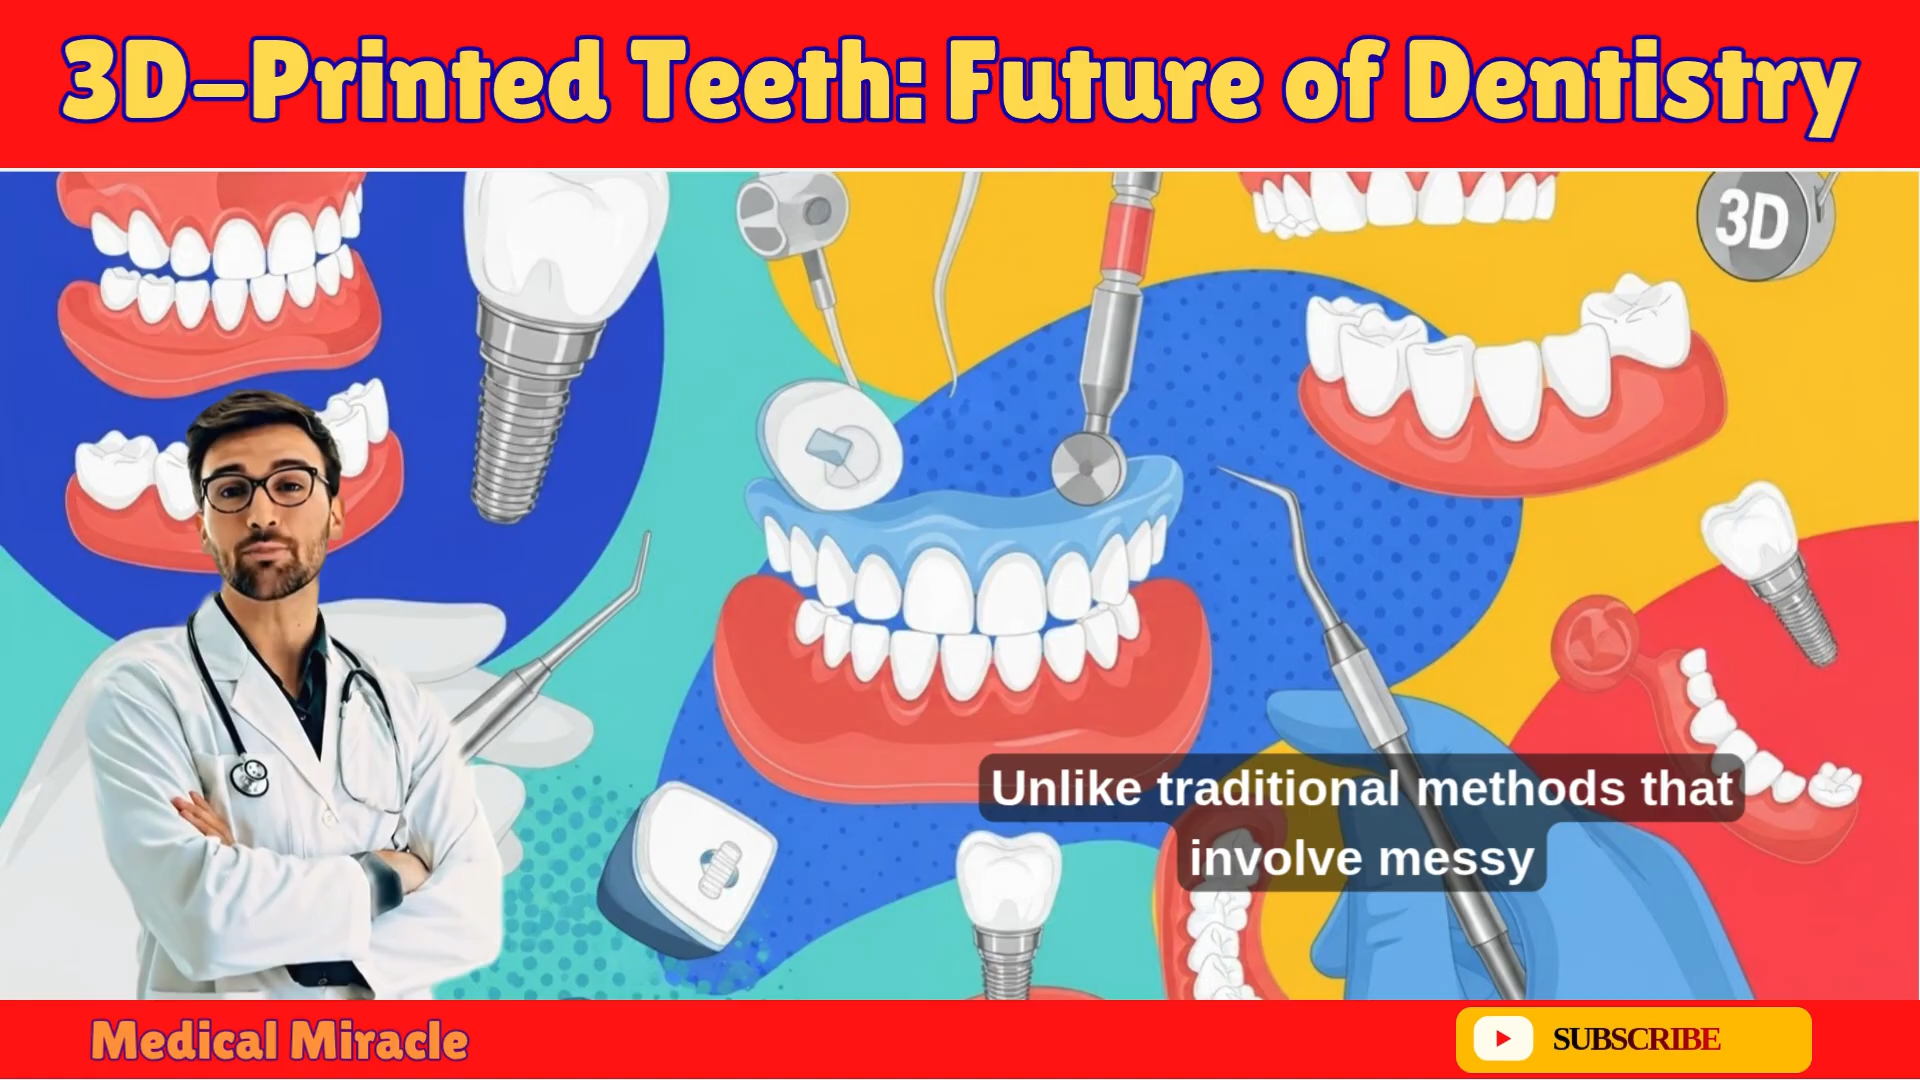 3D-Printed Teeth: Future of Dentistry
3D
Unlike traditional methods that
involve messy
Medical Miracle
SUBSCRIBE